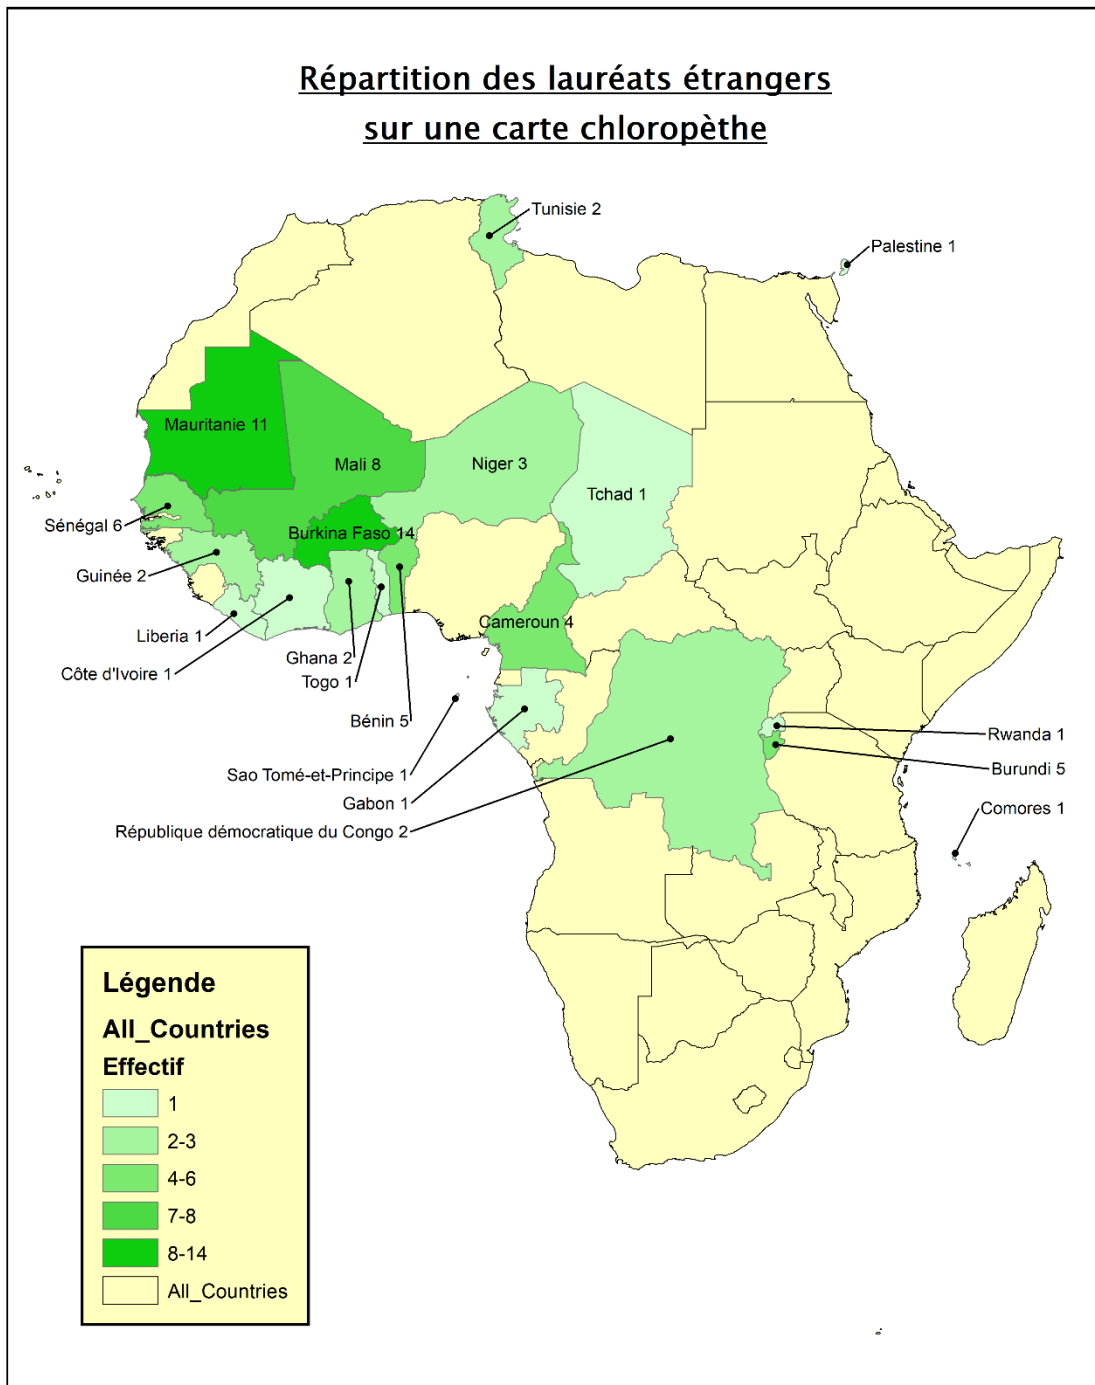 Répartition des lauréats étrangers
sur une carte chloropèthe
Tunisie 2
Palestine 1
Mauritanie 11
Mali 8
Niger 3
Tchad 1
Sénégal 6
Burkina Faso 14
Guinée 2
Liberia 1
Cameroun 4
Côte d'Ivoire 1
Ghana 2
Togo 1
Bénin 5
Rwanda 1
Sao Tomé-et-Principe 1
Burundi 5
Gabon 1
Comores 1
République démocratique du Congo 2
Légende
All_Countries
Effectif
1
2-3
4-6
7-8
8-14
All_Countries